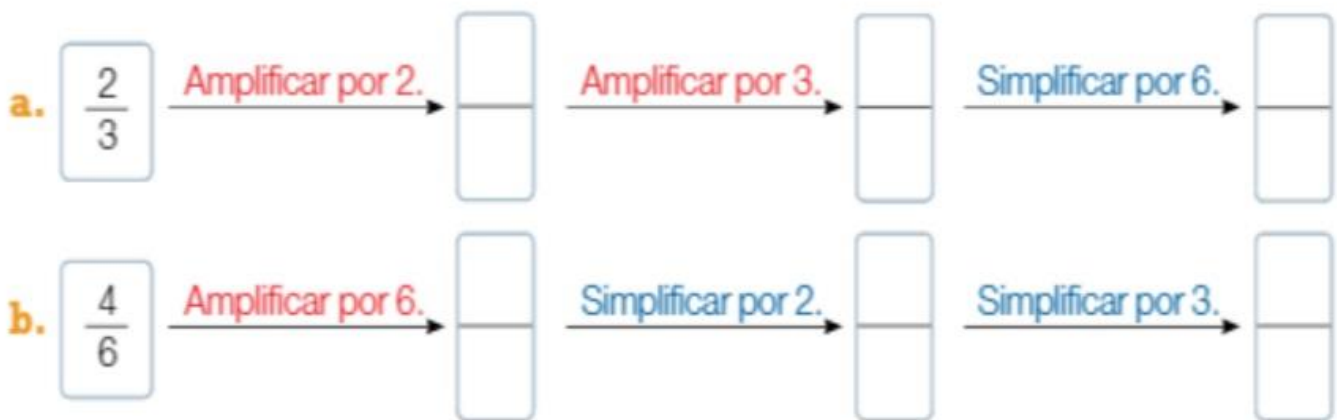 a. 2/3 Amplificar por 2. Amplificar por 3. Simplificar por 6.
b. 4/6 Amplificar por 6. Simplificar por 2. Simplificar por 3.